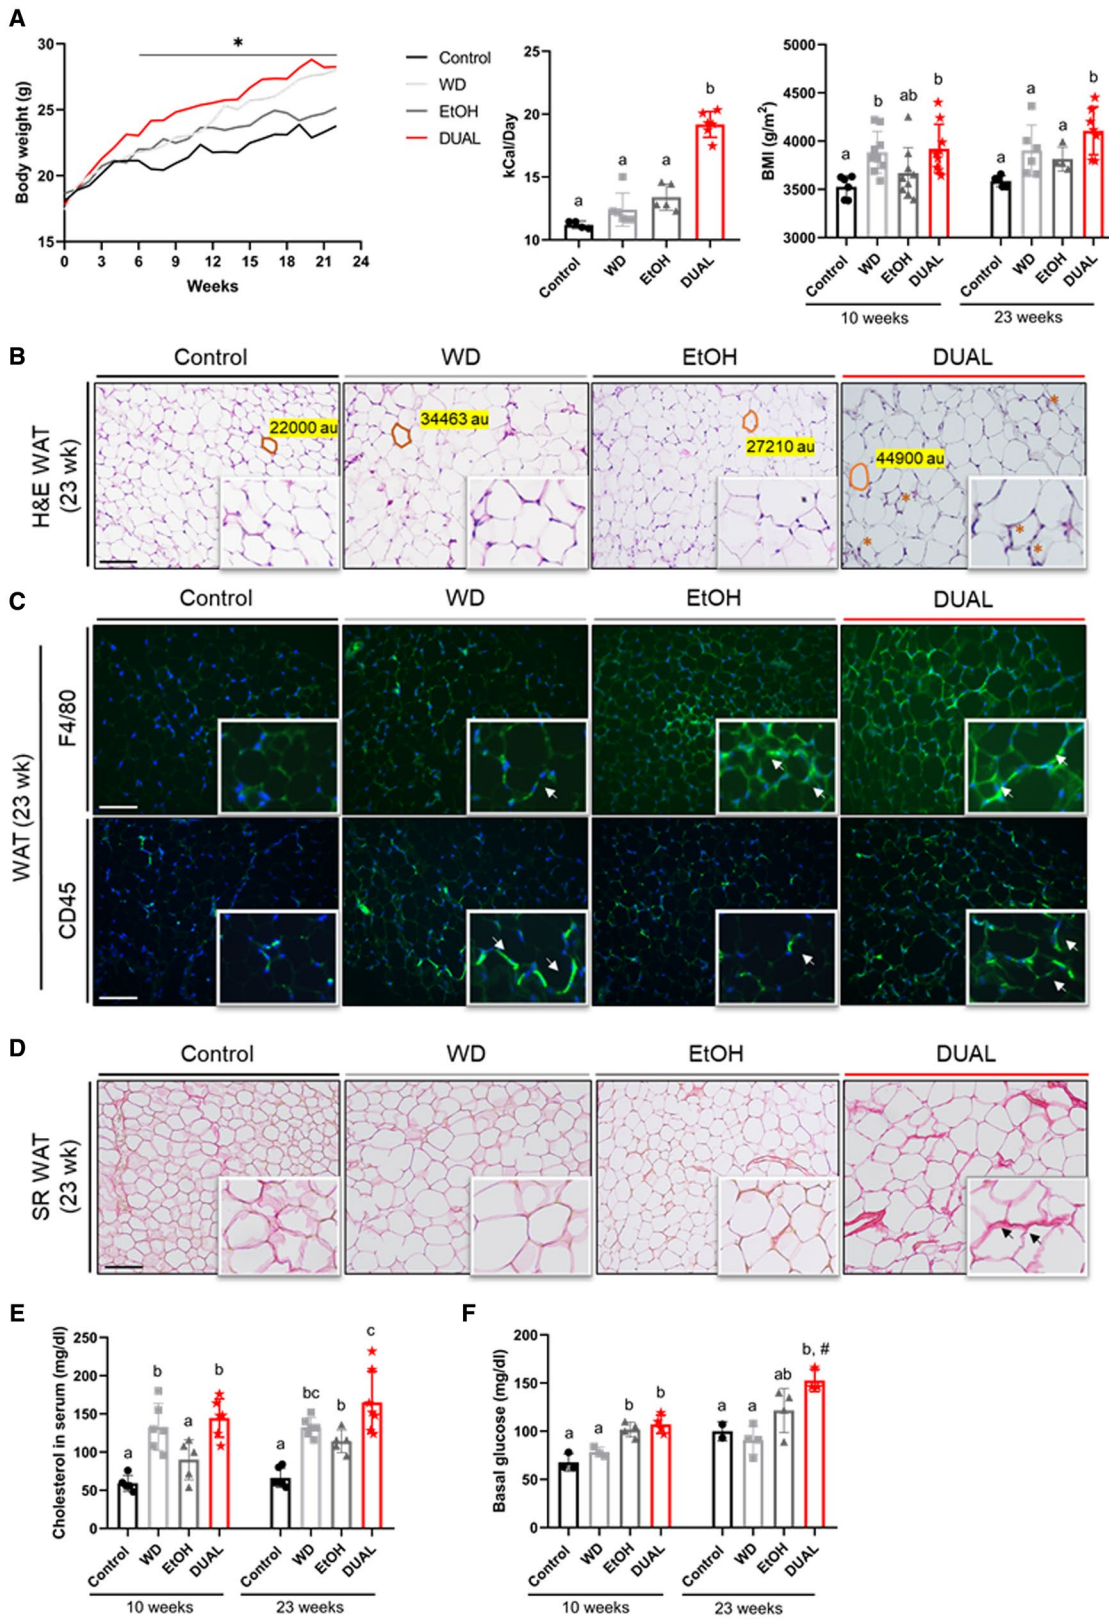 A
30
25
20
15
Body weight (g)
*
0 3 6 9 12 15 18 21 24
Weeks
Control
WD
EtOH
DUAL
25
20
15
10
kCal/Day
a a a b
Control WD EtOH DUAL
5000
4500
4000
3500
3000
BMI (g/m²)
a b ab b a a a b
Control WD EtOH DUAL Control WD EtOH DUAL
10 weeks 23 weeks
B
Control WD EtOH DUAL
H&E WAT
(23 wk)
22000 au
34463 au
27210 au
44900 au
* * * * *
C
Control WD EtOH DUAL
WAT (23 wk)
F4/80
CD45
D
Control WD EtOH DUAL
SR WAT
(23 wk)
E
250
200
150
100
50
0
Cholesterol in serum (mg/dl)
a b a b a bc b c
Control WD EtOH DUAL Control WD EtOH DUAL
10 weeks 23 weeks
F
200
150
100
50
0
Basal glucose (mg/dl)
a a b b a a ab b, #
Control WD EtOH DUAL Control WD EtOH DUAL
10 weeks 23 weeks